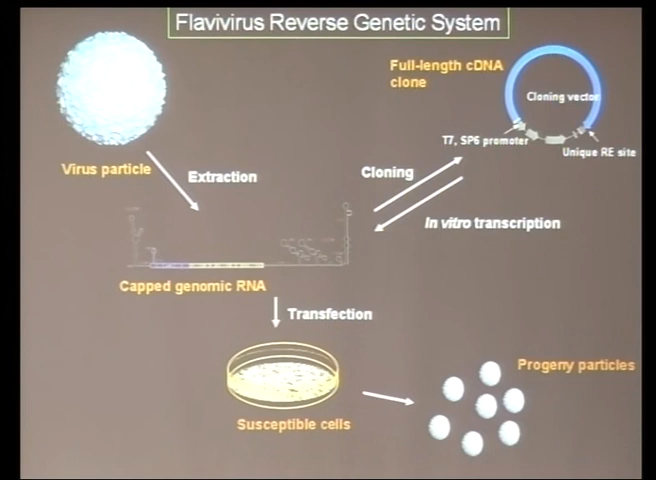 Flavivirus Reverse Genetic System
Full-length cDNA
clone
Cloning vector
T7, SP6 promoter
Unique RE site
Virus particle
Extraction
Cloning
In vitro transcription
Capped genomic RNA
Transfection
Progeny particles
Susceptible cells